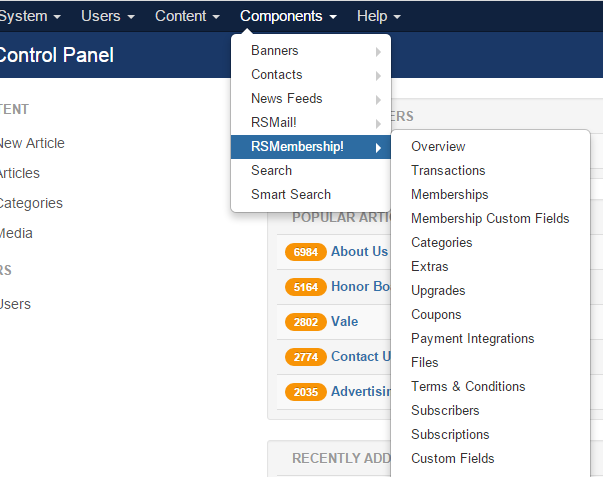 System Users Content Components Help
Control Panel
TENT
New Article
Articles
Categories
Media
RS
Users
Banners
Contacts
News Feeds
RSMail!
RSMembership!
Search
Smart Search
Overview
Transactions
Memberships
Membership Custom Fields
Categories
Extras
Upgrades
Coupons
Payment Integrations
Files
Terms & Conditions
Subscribers
Subscriptions
Custom Fields
ERS
POPULAR ARTI
6984 About Us
5164 Honor Bo
2802 Vale
2774 Contact U
2035 Advertising
RECENTLY ADD